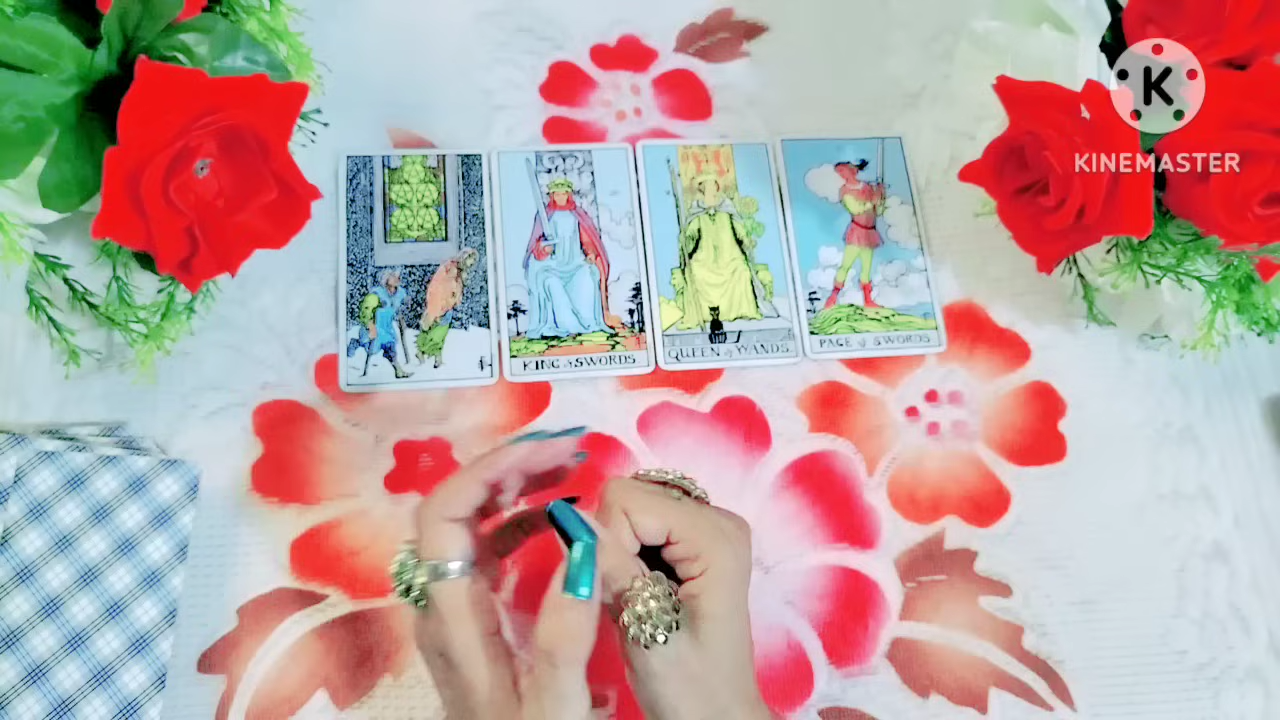 K
KINEMASTER
KING of SWORDS
QUEEN of WANDS
PAGE of SWORDS